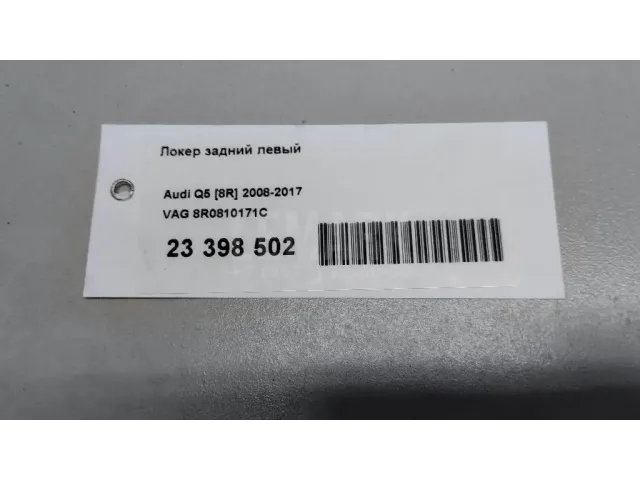 Локер задний левый
Audi Q5 [8R] 2008-2017
VAG 8R0810171C
23 398 502